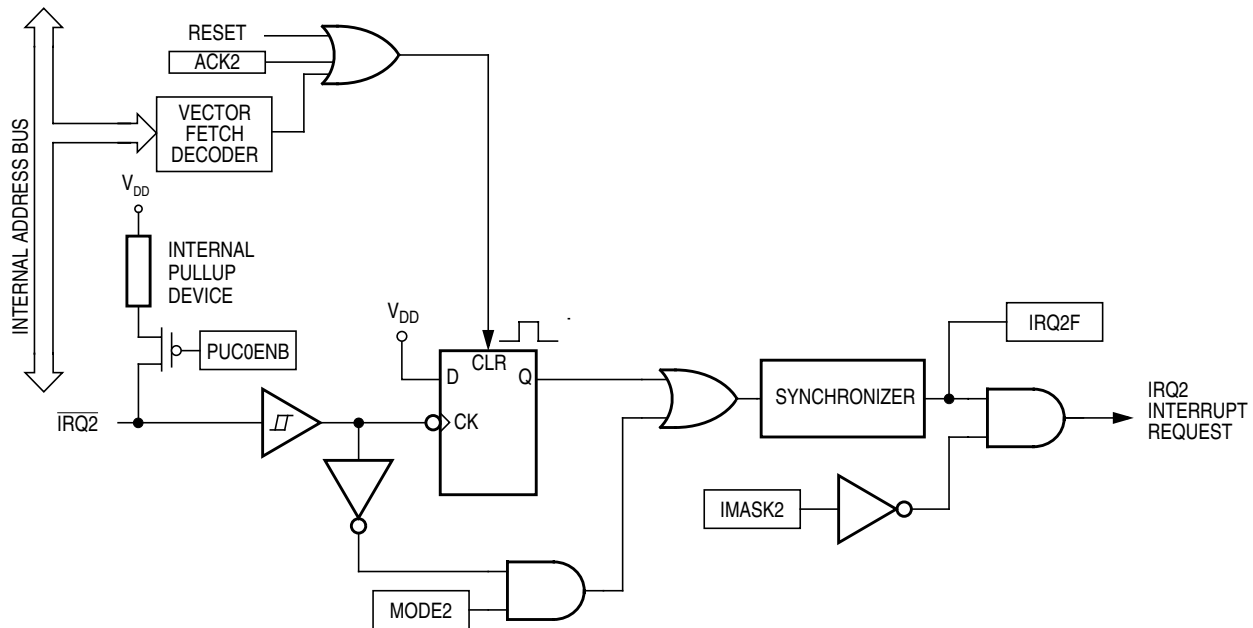 RESET
ACK2
VECTOR
FETCH
DECODER
INTERNAL ADDRESS BUS
VDD
INTERNAL
PULLUP
DEVICE
PUC0ENB
IRQ2
VDD
D
CLR
Q
CK
SYNCHRONIZER
IRQ2F
IRQ2
INTERRUPT
REQUEST
IMASK2
MODE2